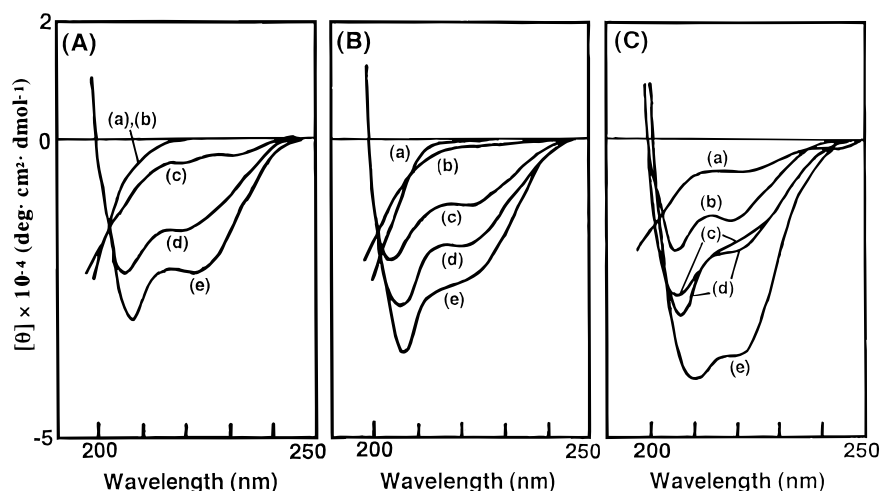 2
0
-5
[θ] × 10⁻⁴ (deg· cm²· dmol⁻¹)
(A)
(a),(b)
(c)
(d)
(e)
200
250
Wavelength (nm)
(B)
(a)
(b)
(c)
(d)
(e)
200
250
Wavelength (nm)
(C)
(a)
(b)
(c)
(d)
(e)
200
250
Wavelength (nm)